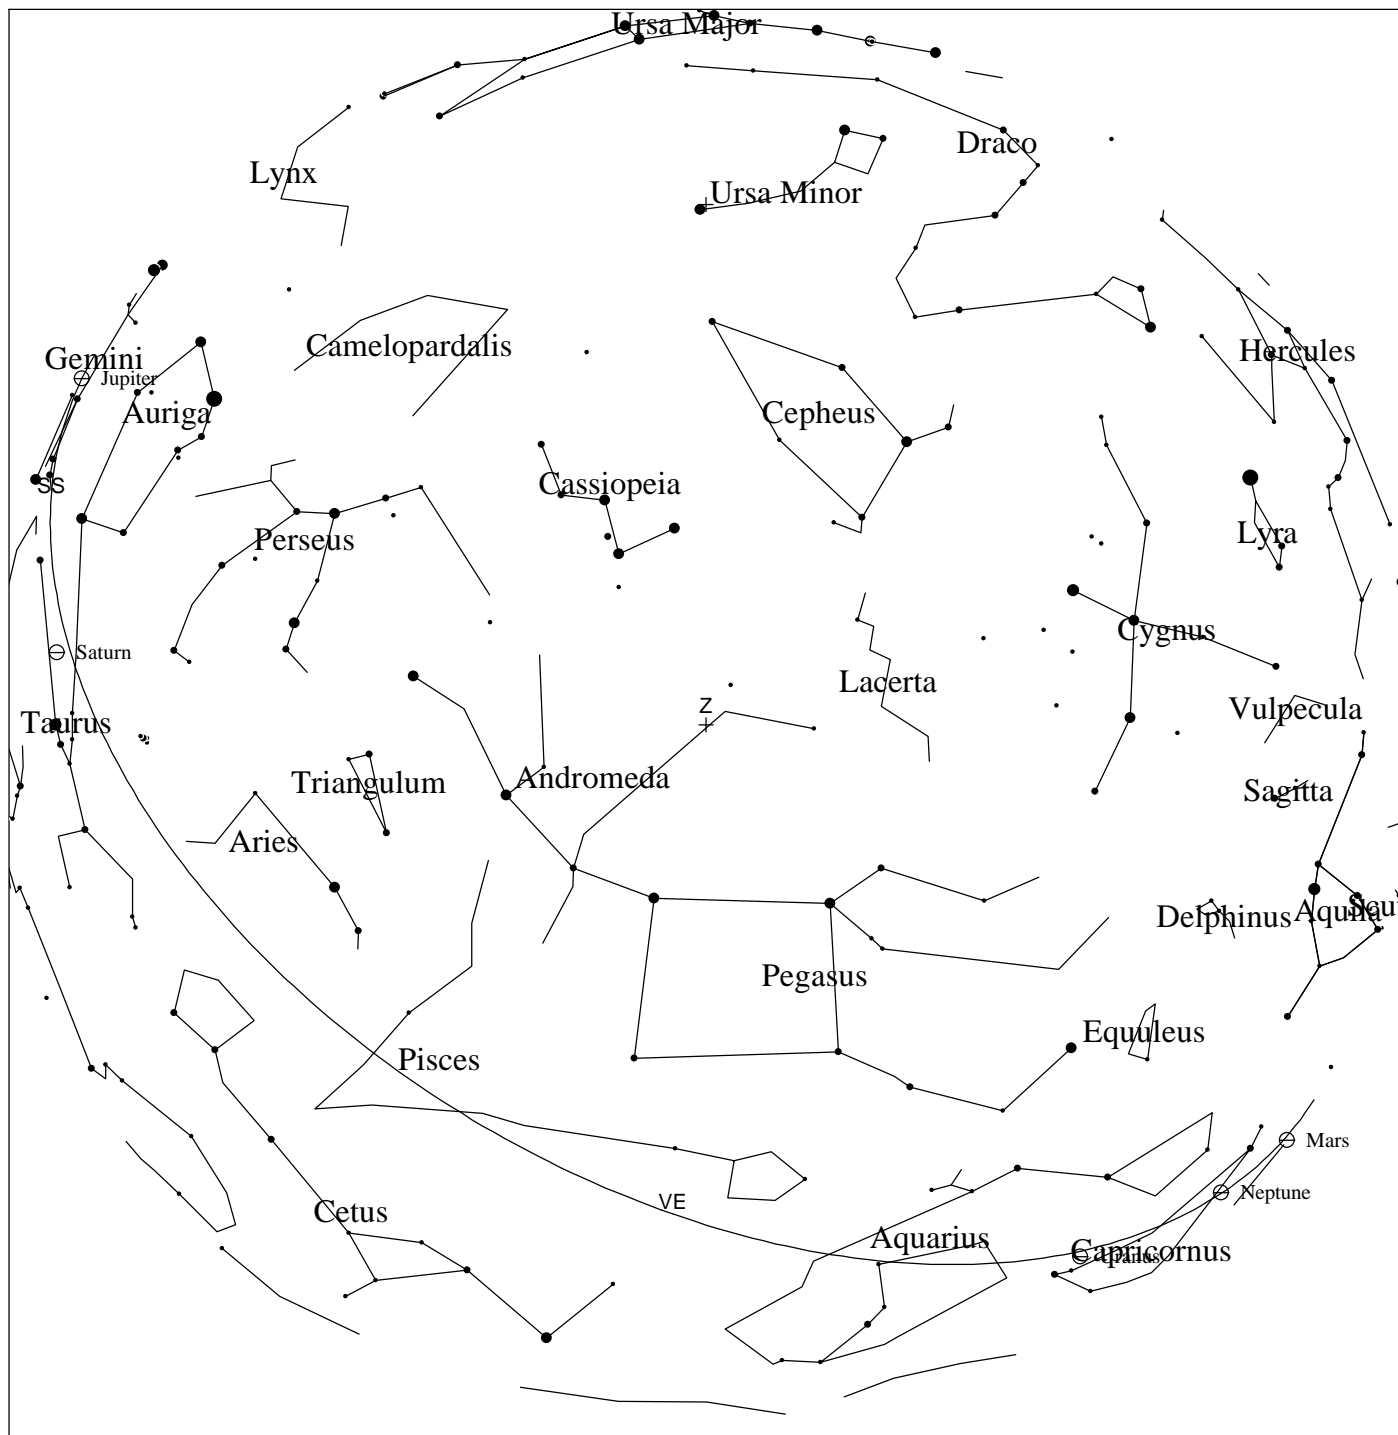 Ursa Major
Draco
Lynx
Ursa Minor
Camelopardalis
Gemini
Jupiter
Hercules
Auriga
Cepheus
SS
Cassiopeia
Perseus
Lyra
Cygnus
Saturn
Lacerta
Taurus
Z
Vulpecula
Andromeda
Triangulum
Sagitta
Aries
Delphinus
Aquila
Pegasus
Equuleus
Pisces
Mars
VE
Neptune
Cetus
Aquarius
Capricornus
Uranus